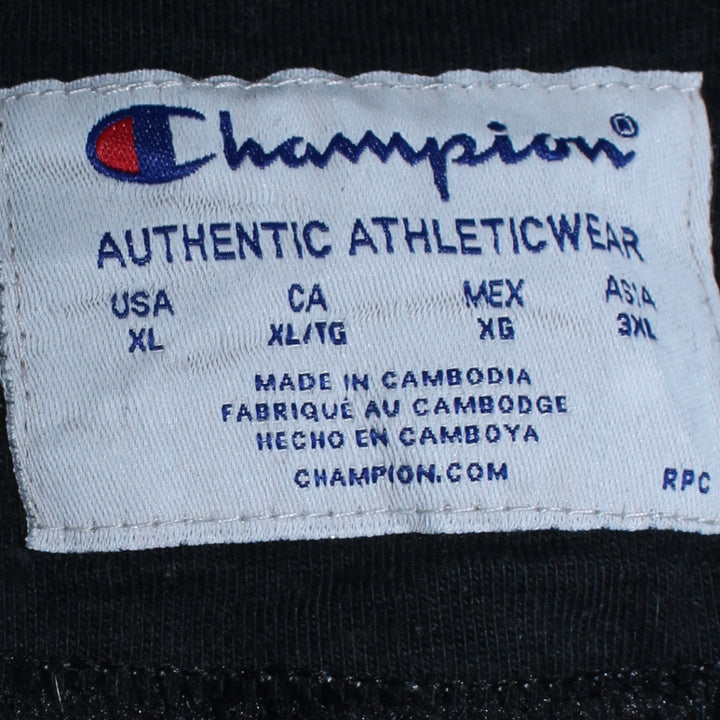 Champion®
AUTHENTIC ATHLETICWEAR
USA CA MEX ASIA
XL XL/TG XG 3XL
MADE IN CAMBODIA
FABRIQUÉ AU CAMBODGE
HECHO EN CAMBOYA
CHAMPION.COM
RPC